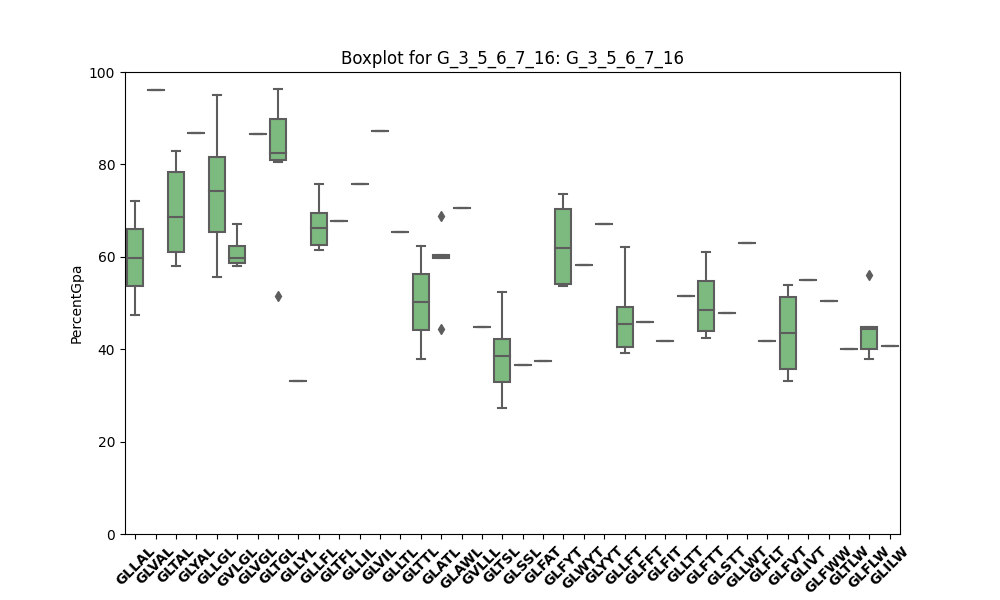 Boxplot for G_3_5_6_7_16: G_3_5_6_7_16
PercentGpa
100
80
60
40
20
0
GLLAL
GLVAL
GLTAL
GLYAL
GLLGL
GVLGL
GLVGL
GLTGL
GLLYL
GLLFL
GLTFL
GLLIL
GLVIL
GLLTL
GLTTL
GLATL
GLAWL
GVLLL
GLTSL
GLSSL
GLFAT
GLFYT
GLWYT
GLYYT
GLLFT
GLFFT
GLFIT
GLLTT
GLFTT
GLSTT
GLLWT
GLFLT
GLFVT
GLIVT
GLFWW
GLTLW
GLFLW
GLILW